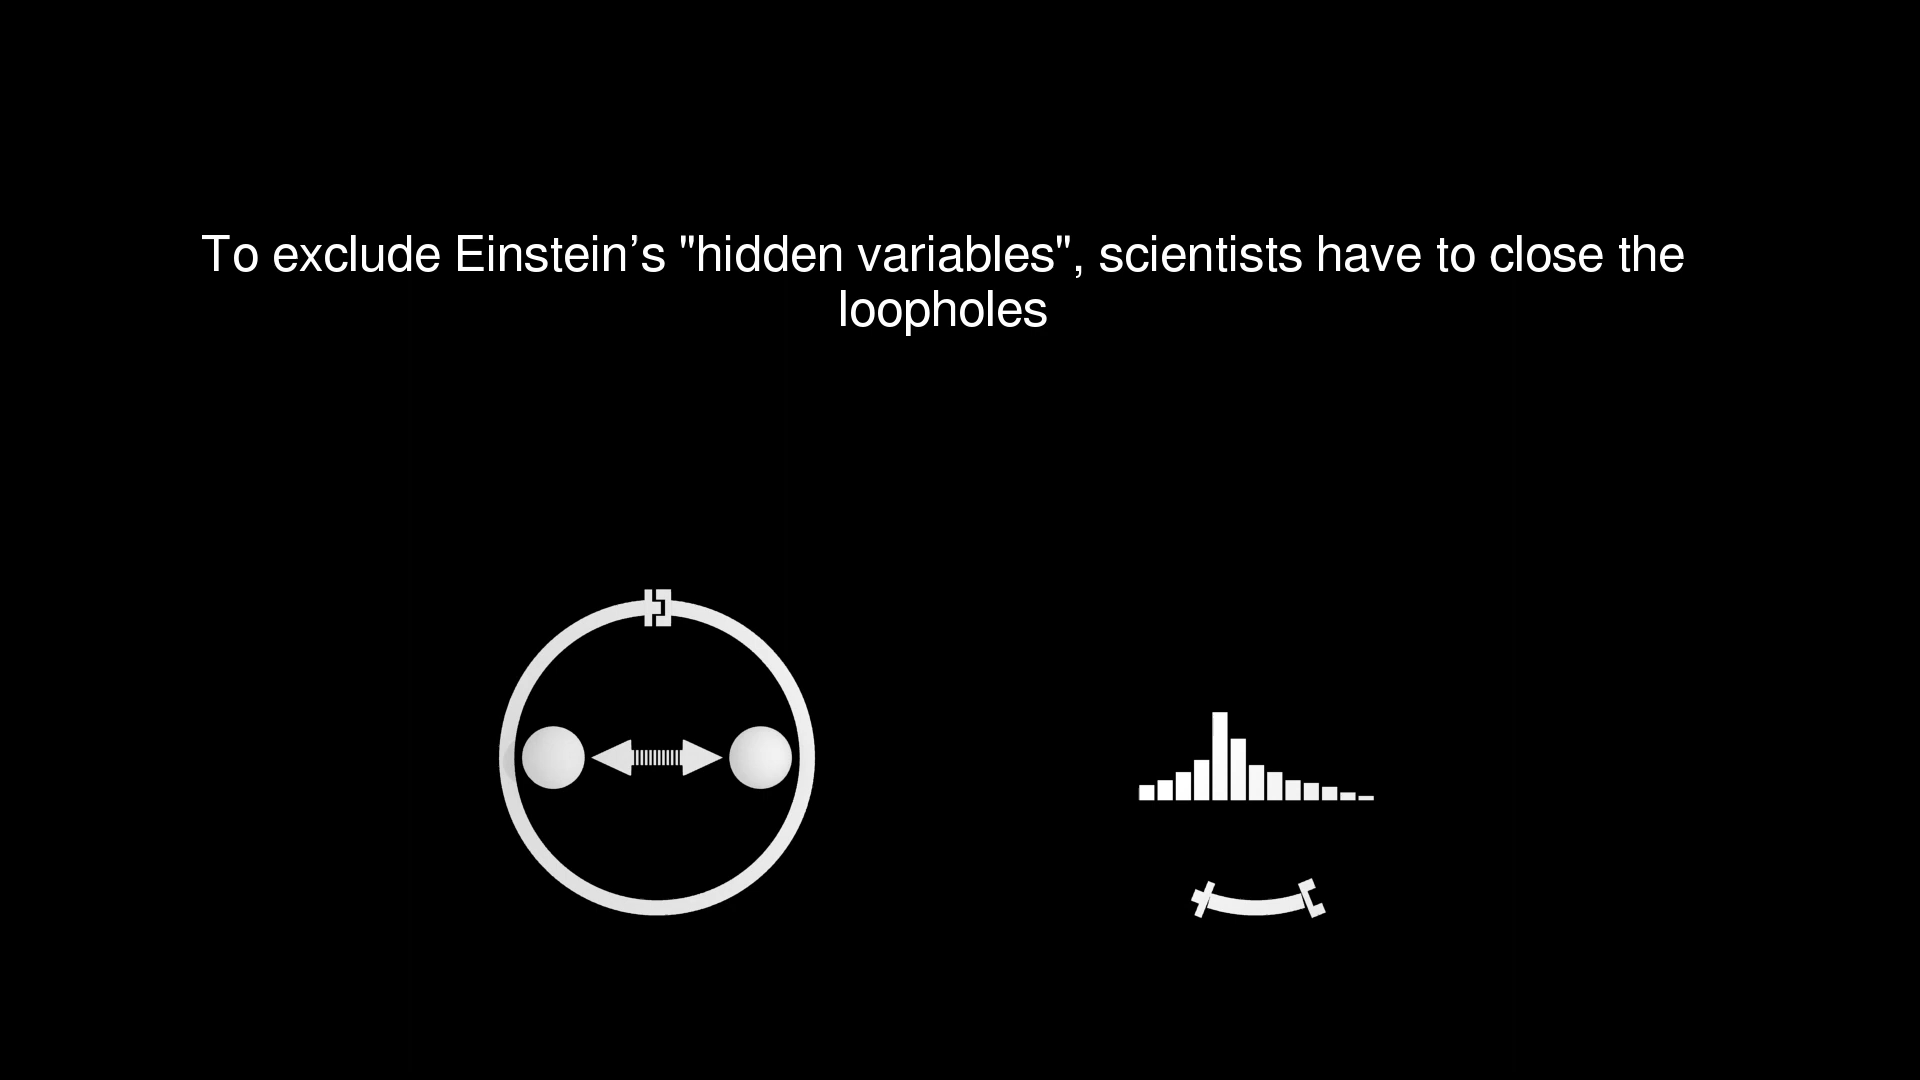 To exclude Einstein’s "hidden variables", scientists have to close the
loopholes